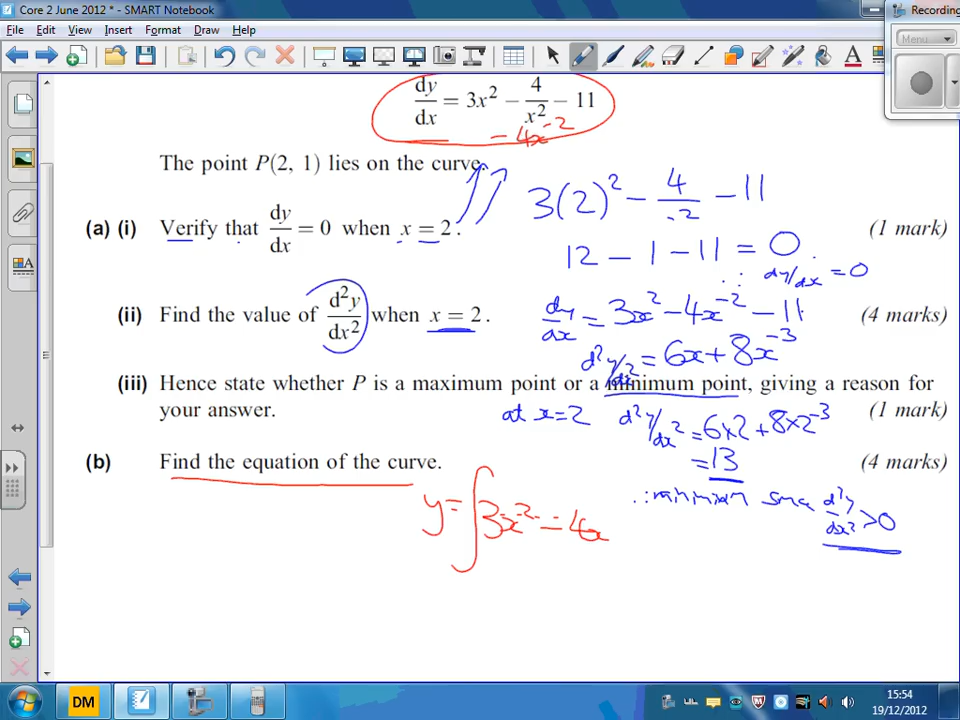 Core 2 June 2012 * - SMART Notebook
Recording
File Edit View Insert Format Draw Help
Menu
dy/dx = 3x² − 4/x² − 11
− 4x⁻²
The point P(2, 1) lies on the curve.
3(2)² − 4/2² − 11
(a) (i) Verify that dy/dx = 0 when x = 2. (1 mark)
12 − 1 − 11 = 0
∴ dy/dx = 0
(ii) Find the value of d²y/dx² when x = 2. (4 marks)
dy/dx = 3x² − 4x⁻² − 11
d²y/dx² = 6x + 8x⁻³
(iii) Hence state whether P is a maximum point or a minimum point, giving a reason for
your answer. (1 mark)
at x=2 d²y/dx² = 6×2 + 8×2⁻³
= 13
(b) Find the equation of the curve. (4 marks)
∴ minimum since d²y/dx² > 0
y = ∫ 3x² − 4x
DM
15:54
19/12/2012